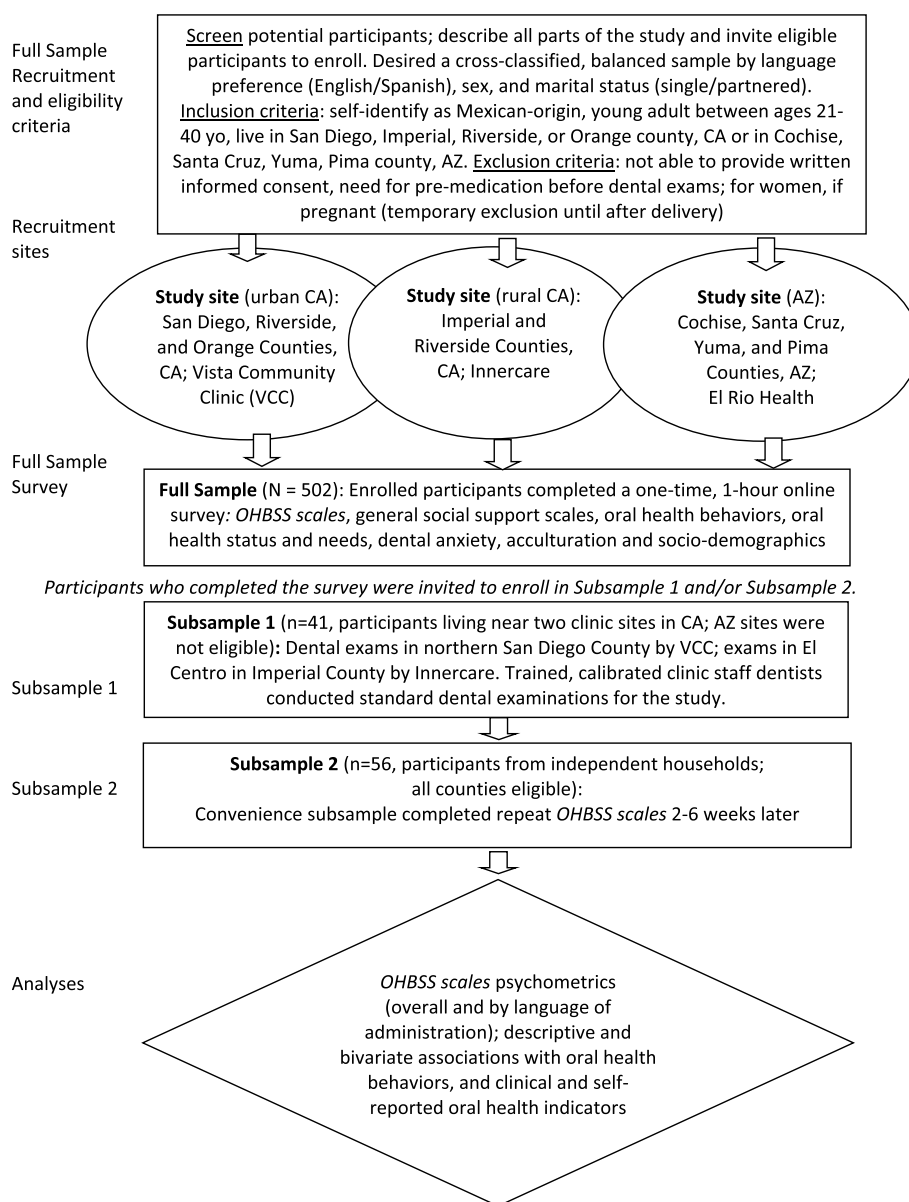 Full Sample
Recruitment
and eligibility
criteria
Screen potential participants; describe all parts of the study and invite eligible
participants to enroll. Desired a cross-classified, balanced sample by language
preference (English/Spanish), sex, and marital status (single/partnered).
Inclusion criteria: self-identify as Mexican-origin, young adult between ages 21-
40 yo, live in San Diego, Imperial, Riverside, or Orange county, CA or in Cochise,
Santa Cruz, Yuma, Pima county, AZ. Exclusion criteria: not able to provide written
informed consent, need for pre-medication before dental exams; for women, if
pregnant (temporary exclusion until after delivery)
Recruitment
sites
Study site (urban CA):
San Diego, Riverside,
and Orange Counties,
CA; Vista Community
Clinic (VCC)
Study site (rural CA):
Imperial and
Riverside Counties,
CA; Innercare
Study site (AZ):
Cochise, Santa Cruz,
Yuma, and Pima
Counties, AZ;
El Rio Health
Full Sample
Survey
Full Sample (N = 502): Enrolled participants completed a one-time, 1-hour online
survey: OHBSS scales, general social support scales, oral health behaviors, oral
health status and needs, dental anxiety, acculturation and socio-demographics
Participants who completed the survey were invited to enroll in Subsample 1 and/or Subsample 2.
Subsample 1
Subsample 1 (n=41, participants living near two clinic sites in CA; AZ sites were
not eligible): Dental exams in northern San Diego County by VCC; exams in El
Centro in Imperial County by Innercare. Trained, calibrated clinic staff dentists
conducted standard dental examinations for the study.
Subsample 2
Subsample 2 (n=56, participants from independent households;
all counties eligible):
Convenience subsample completed repeat OHBSS scales 2-6 weeks later
Analyses
OHBSS scales psychometrics
(overall and by language of
administration); descriptive and
bivariate associations with oral health
behaviors, and clinical and self-
reported oral health indicators